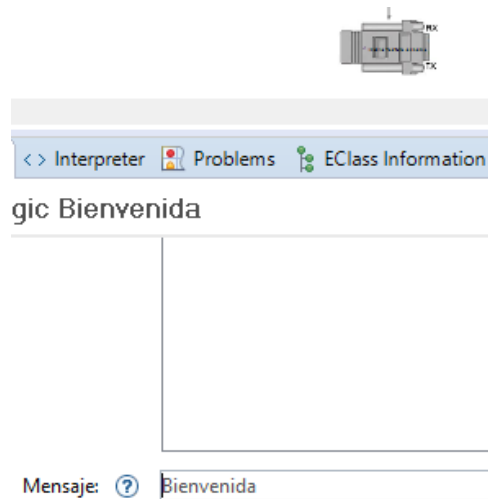 RX
TX
Interpreter Problems EClass Information
gic Bienvenida
Mensaje: ? Bienvenida